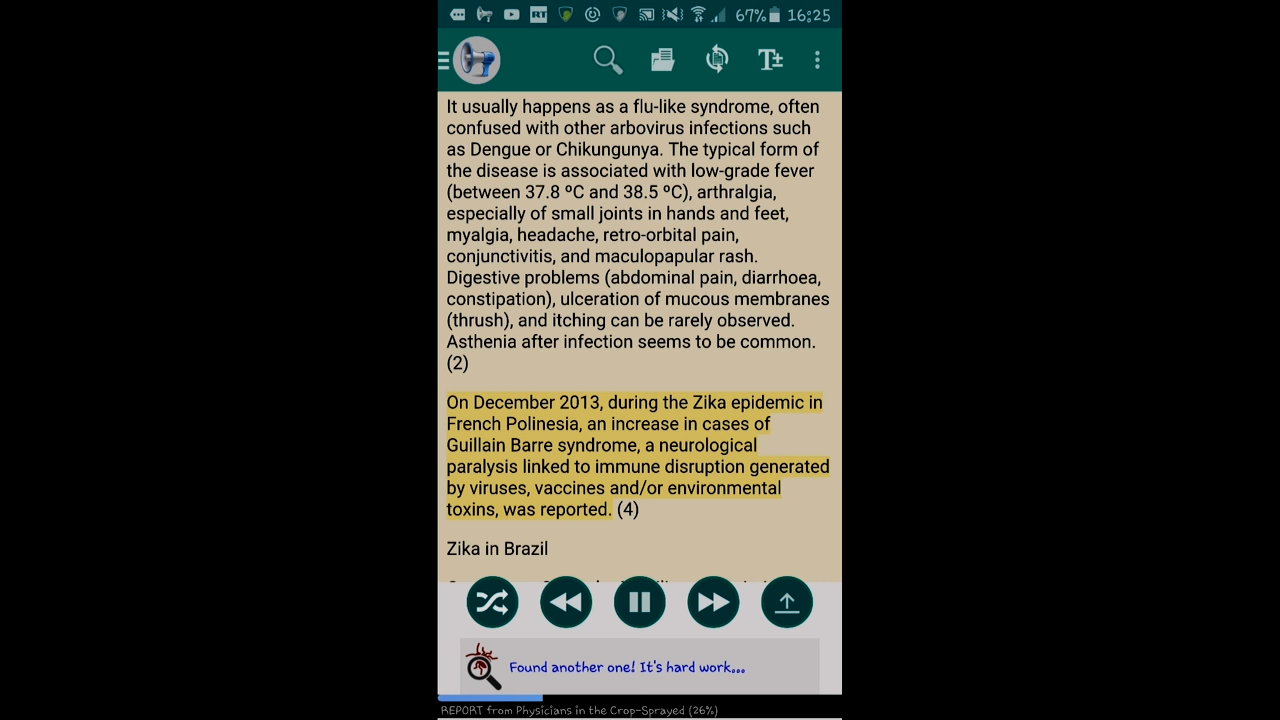 RT
67%
16:25
T±
It usually happens as a flu-like syndrome, often
confused with other arbovirus infections such
as Dengue or Chikungunya. The typical form of
the disease is associated with low-grade fever
(between 37.8 ºC and 38.5 ºC), arthralgia,
especially of small joints in hands and feet,
myalgia, headache, retro-orbital pain,
conjunctivitis, and maculopapular rash.
Digestive problems (abdominal pain, diarrhoea,
constipation), ulceration of mucous membranes
(thrush), and itching can be rarely observed.
Asthenia after infection seems to be common.
(2)
On December 2013, during the Zika epidemic in
French Polinesia, an increase in cases of
Guillain Barre syndrome, a neurological
paralysis linked to immune disruption generated
by viruses, vaccines and/or environmental
toxins, was reported. (4)
Zika in Brazil
Found another one! It's hard work...
REPORT from Physicians in the Crop-Sprayed (26%)